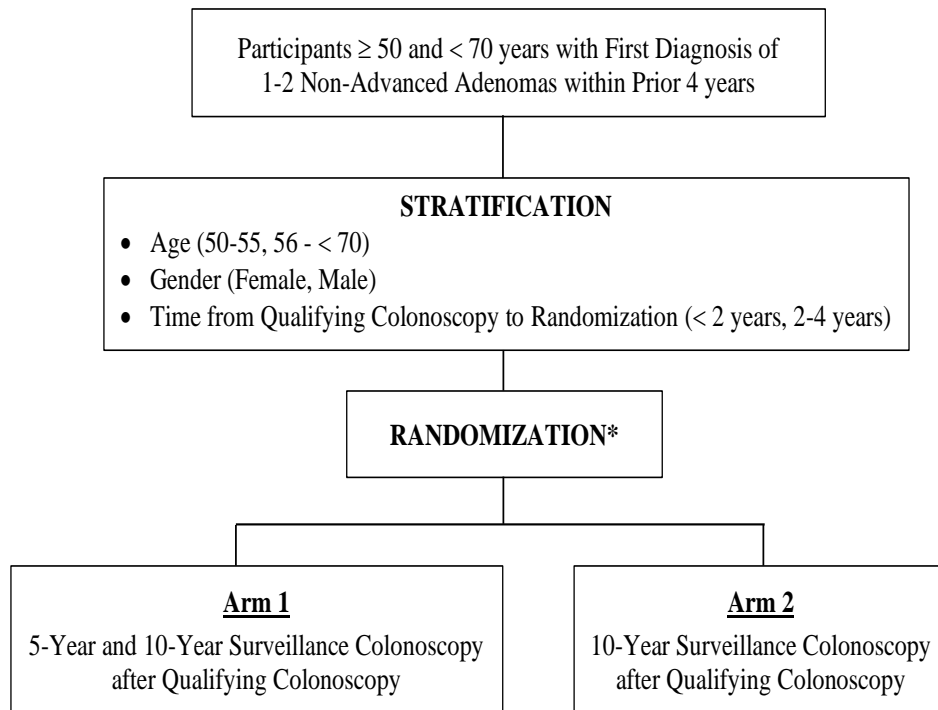 Participants ≥ 50 and < 70 years with First Diagnosis of
1-2 Non-Advanced Adenomas within Prior 4 years
STRATIFICATION
• Age (50-55, 56 - < 70)
• Gender (Female, Male)
• Time from Qualifying Colonoscopy to Randomization (< 2 years, 2-4 years)
RANDOMIZATION*
Arm 1
5-Year and 10-Year Surveillance Colonoscopy
after Qualifying Colonoscopy
Arm 2
10-Year Surveillance Colonoscopy
after Qualifying Colonoscopy